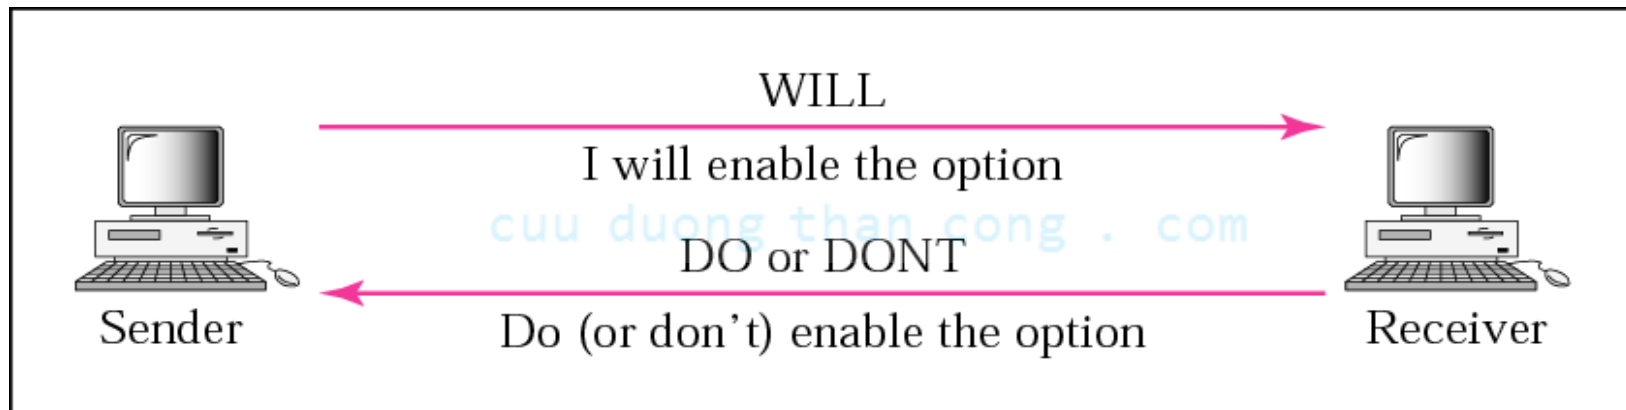 WILL
I will enable the option
cuu duong than cong . com
DO or DONT
Do (or don't) enable the option
Sender
Receiver